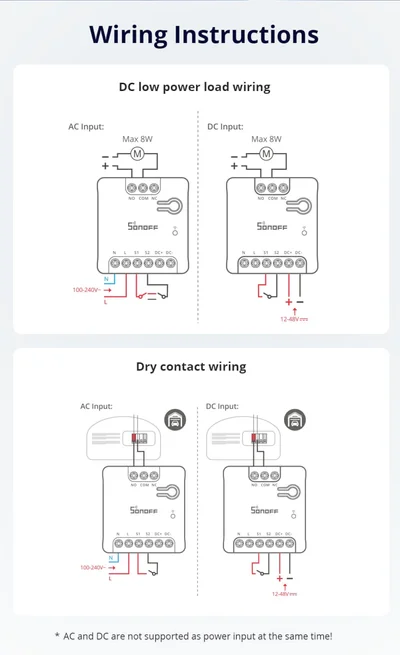 Wiring Instructions
DC low power load wiring
AC Input:
DC Input:
Max 8W
Max 8W
M
M
NO COM NC
NO COM NC
SONOFF
SONOFF
N L S1 S2 DC+ DC-
N L S1 S2 DC+ DC-
N
100-240V~
L
12-48V
Dry contact wiring
AC Input:
DC Input:
NO COM NC
NO COM NC
SONOFF
SONOFF
N L S1 S2 DC+ DC-
N L S1 S2 DC+ DC-
N
100-240V~
L
12-48V
* AC and DC are not supported as power input at the same time!